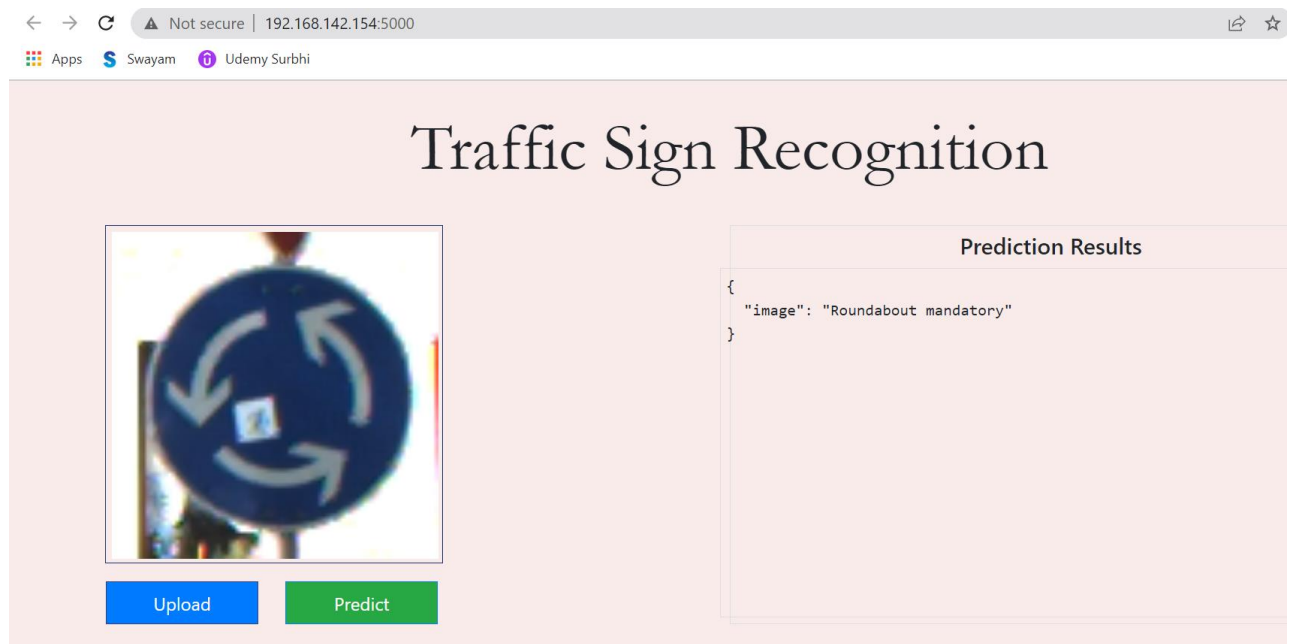 Not secure | 192.168.142.154:5000
Apps Swayam Udemy Surbhi
Traffic Sign Recognition
Prediction Results
{
"image": "Roundabout mandatory"
}
Upload Predict